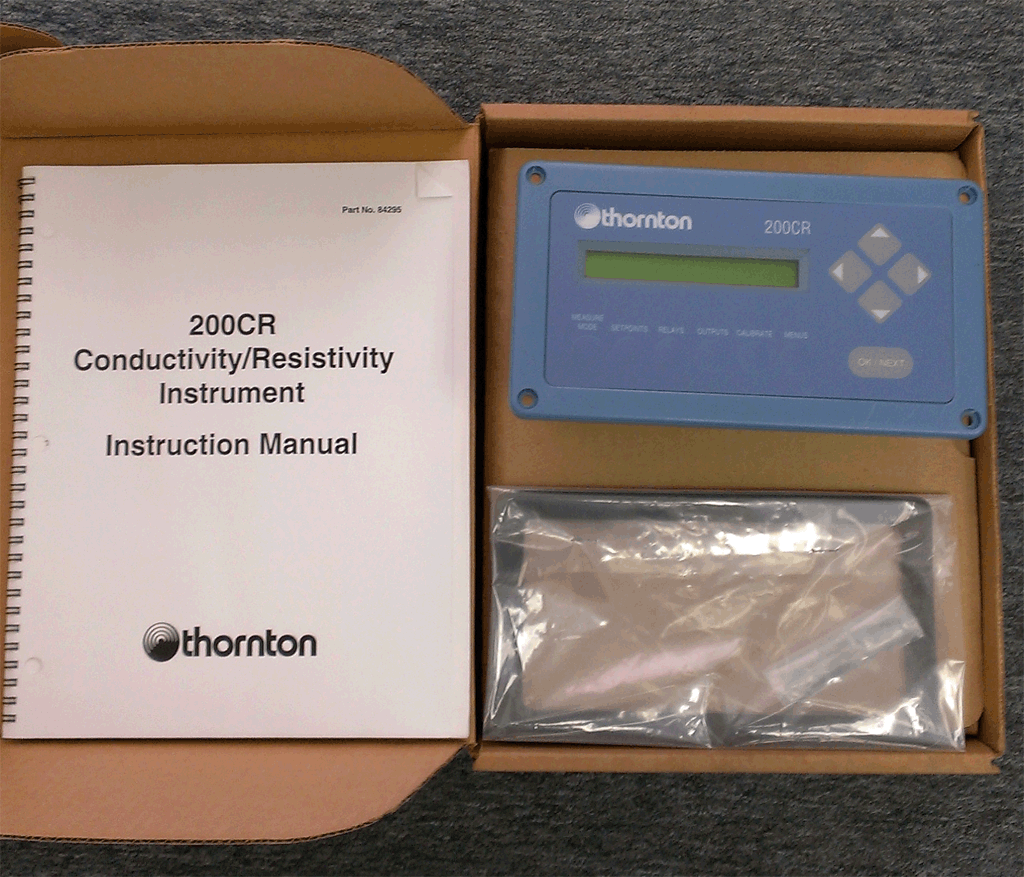 Part No. 84295
200CR
Conductivity/Resistivity
Instrument
Instruction Manual
thornton
thornton
200CR
MEASURE
MODE SETPOINTS RELAYS OUTPUTS CALIBRATE MENUS
OK / NEXT